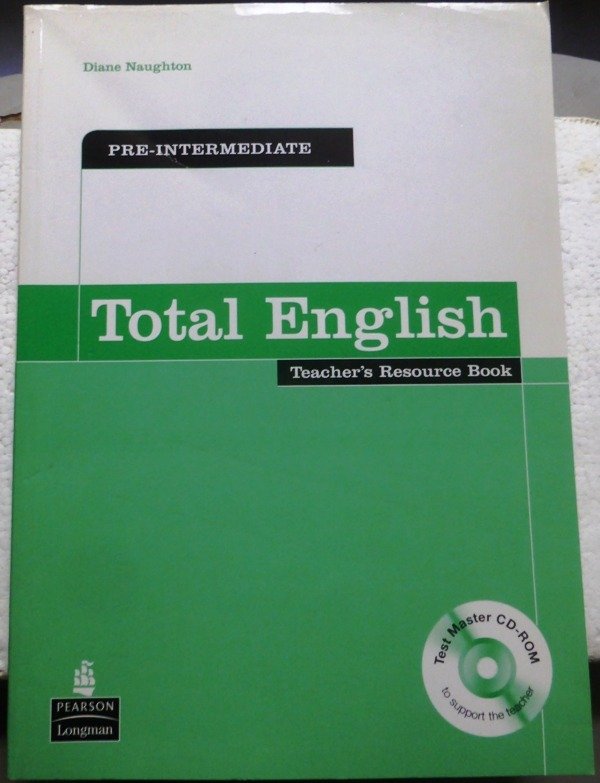 Diane Naughton
PRE-INTERMEDIATE
Total English
Teacher's Resource Book
Test Master CD-ROM
to support the teacher
PEARSON
Longman